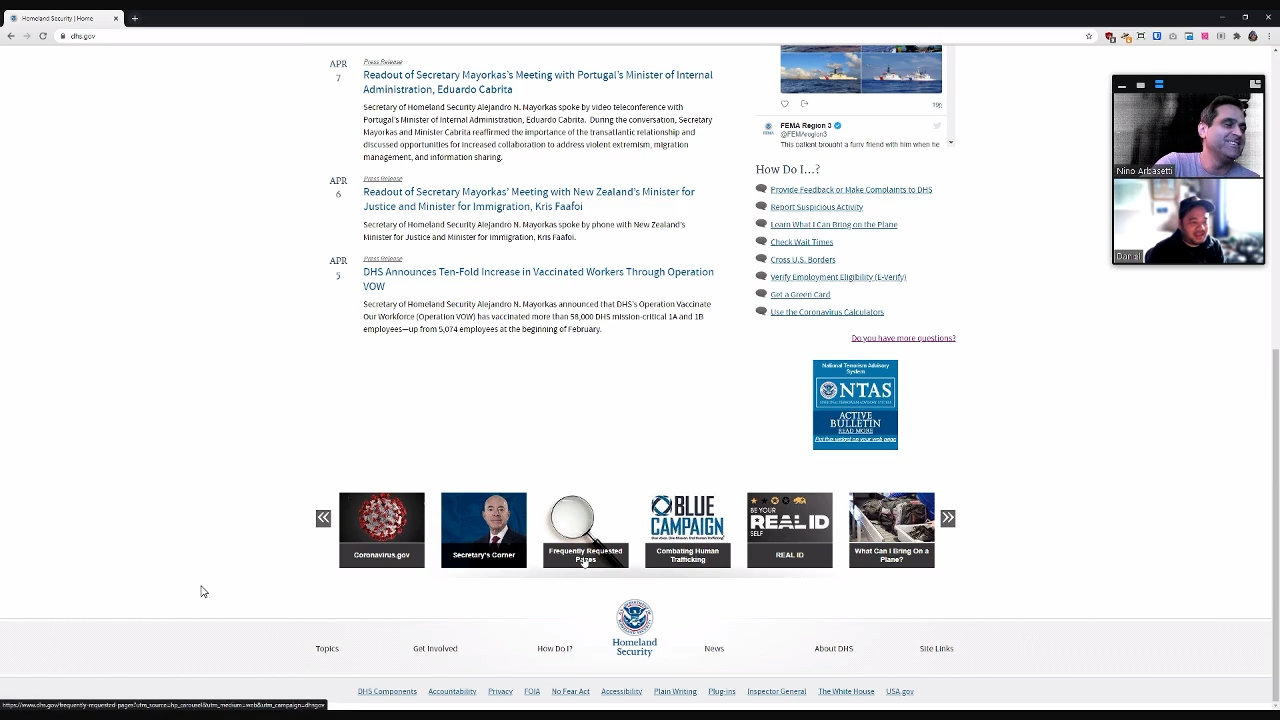 Homeland Security | Home
dhs.gov
APR
7
Press Release
Readout of Secretary Mayorkas's Meeting with Portugal's Minister of Internal
Administration, Eduardo Cabrita
Secretary of Homeland Security Alejandro N. Mayorkas spoke by video teleconference with
Portugal's Minister of Internal Administration, Eduardo Cabrita. During the conversation, Secretary
Mayorkas and Minister Cabrita reaffirmed the importance of the transatlantic relationship and
discussed opportunities for increased collaboration to address violent extremism, migration
management, and information sharing.
APR
6
Press Release
Readout of Secretary Mayorkas' Meeting with New Zealand's Minister for
Justice and Minister for Immigration, Kris Faafoi
Secretary of Homeland Security Alejandro N. Mayorkas spoke by phone with New Zealand's
Minister for Justice and Minister for Immigration, Kris Faafoi.
APR
5
Press Release
DHS Announces Ten-Fold Increase in Vaccinated Workers Through Operation
VOW
Secretary of Homeland Security Alejandro N. Mayorkas announced that DHS's Operation Vaccinate
Our Workforce (Operation VOW) has vaccinated more than 58,000 DHS mission-critical 1A and 1B
employees—up from 5,074 employees at the beginning of February.
FEMA Region 3
@FEMAregion3
This patient brought a furry friend with him when he
How Do I...?
Provide Feedback or Make Complaints to DHS
Report Suspicious Activity
Learn What I Can Bring on the Plane
Check Wait Times
Cross U.S. Borders
Verify Employment Eligibility (E-Verify)
Get a Green Card
Use the Coronavirus Calculators
Do you have more questions?
National Terrorism Advisory
System
NTAS
NATIONAL TERRORISM ADVISORY SYSTEM
ACTIVE
BULLETIN
READ MORE
Put this widget on your web page
Nino Arbasetti
Coronavirus.gov
Secretary's Corner
Frequently Requested
Pages
BLUE
CAMPAIGN
Combating Human
Trafficking
BE YOUR
REAL ID
SELF
REAL ID
What Can I Bring On a
Plane?
Homeland
Security
Topics
Get Involved
How Do I?
News
About DHS
Site Links
DHS Components
Accountability
Privacy
FOIA
No Fear Act
Accessibility
Plain Writing
Plug-ins
Inspector General
The White House
USA.gov
https://www.dhs.gov/frequently-requested-pages?utm_source=hp_carousel&utm_medium=web&utm_campaign=dhsgov